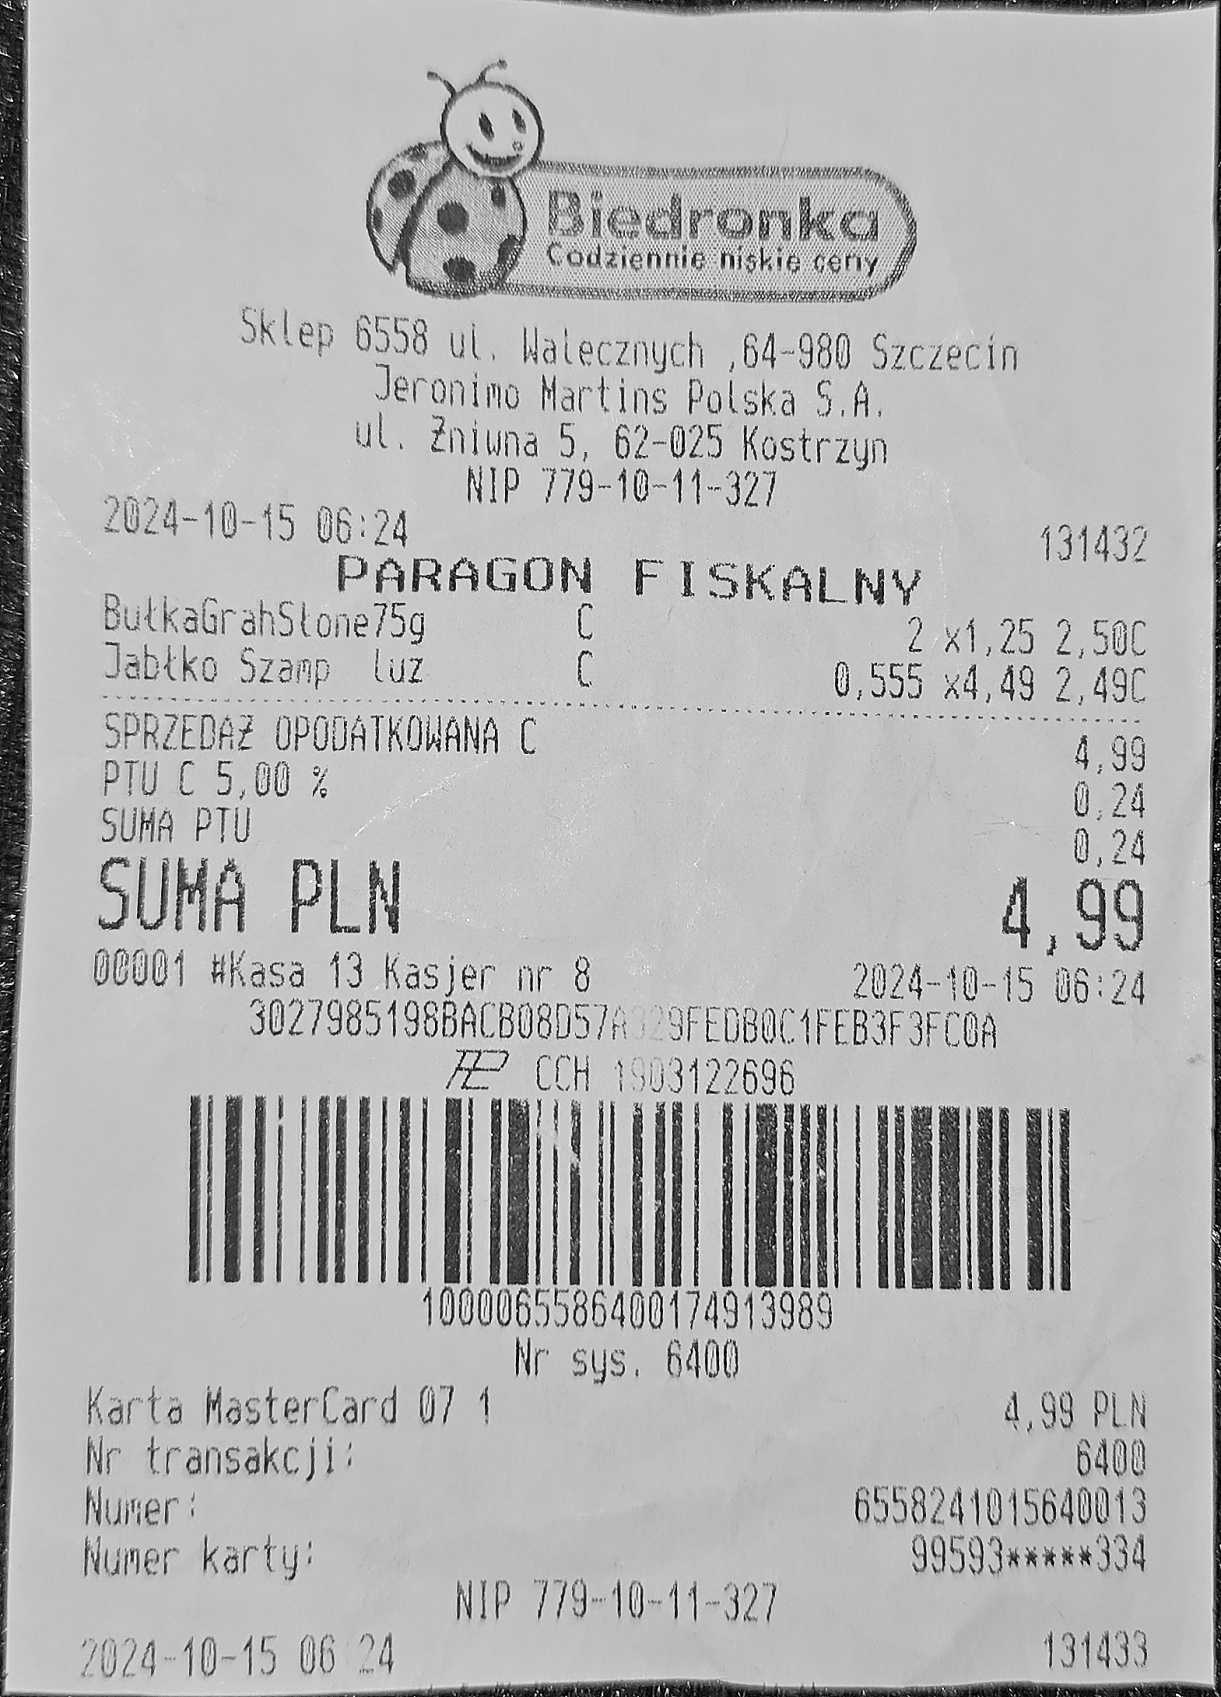 Biedronka
Codziennie niskie ceny
Sklep 6558 ul. Walecznych ,64-980 Szczecin
Jeronimo Martins Polska S.A.
ul. Żniwna 5, 62-025 Kostrzyn
NIP 779-10-11-327
2024-10-15 06:24 131432
PARAGON FISKALNY
BułkaGrahSłone75g C 2 x1,25 2,50C
Jabłko Szamp luz C 0,555 x4,49 2,49C
SPRZEDAŻ OPODATKOWANA C 4,99
PTU C 5,00 % 0,24
SUMA PTU 0,24
SUMA PLN 4,99
00001 #Kasa 13 Kasjer nr 8 2024-10-15 06:24
CCH 1903122696
1000065586400174913989
Nr sys. 6400
Karta MasterCard 07 1 4,99 PLN
Nr transakcji: 6400
Numer: 6558241015640013
Numer karty: 99593*****334
NIP 779-10-11-327
2024-10-15 06 24 131433